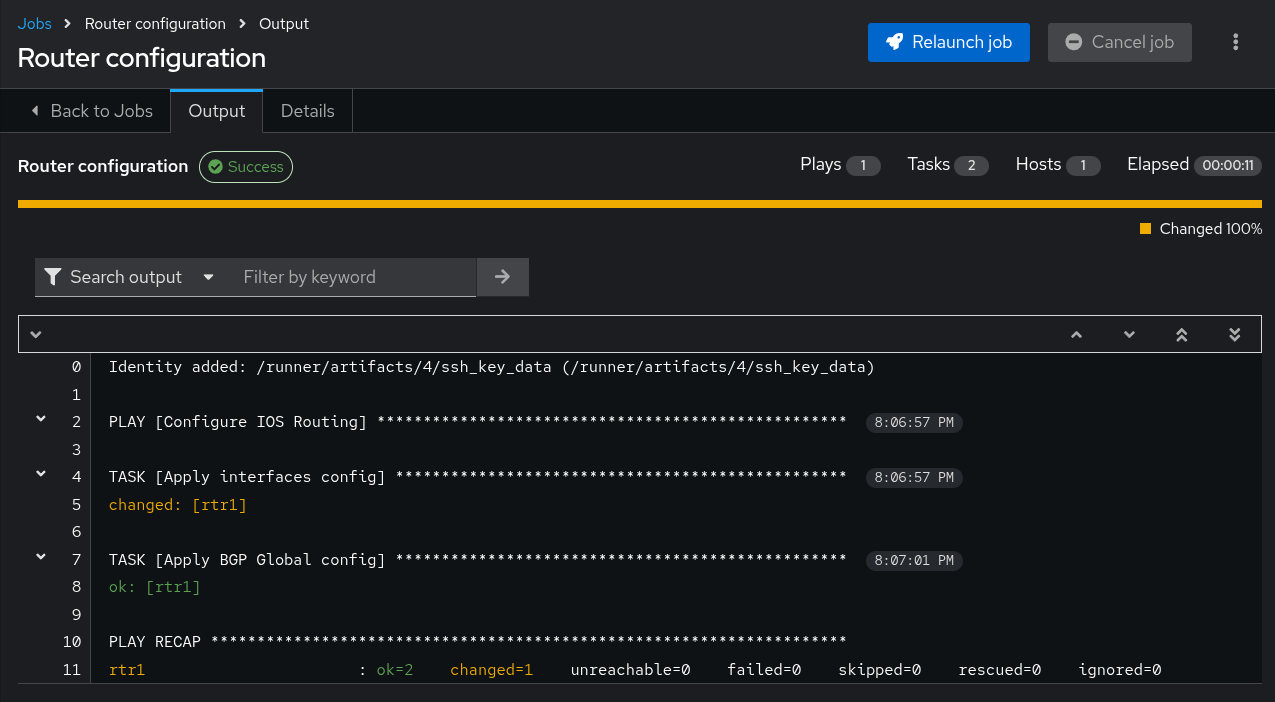 Jobs > Router configuration > Output
Router configuration
Relaunch job
Cancel job
Back to Jobs
Output
Details
Router configuration Success
Plays 1 Tasks 2 Hosts 1 Elapsed 00:00:11
Changed 100%
Search output Filter by keyword
0 Identity added: /runner/artifacts/4/ssh_key_data (/runner/artifacts/4/ssh_key_data)
1
2 PLAY [Configure IOS Routing] *************************************************** 8:06:57 PM
3
4 TASK [Apply interfaces config] ************************************************* 8:06:57 PM
5 changed: [rtr1]
6
7 TASK [Apply BGP Global config] ************************************************* 8:07:01 PM
8 ok: [rtr1]
9
10 PLAY RECAP *********************************************************************
11 rtr1 : ok=2 changed=1 unreachable=0 failed=0 skipped=0 rescued=0 ignored=0